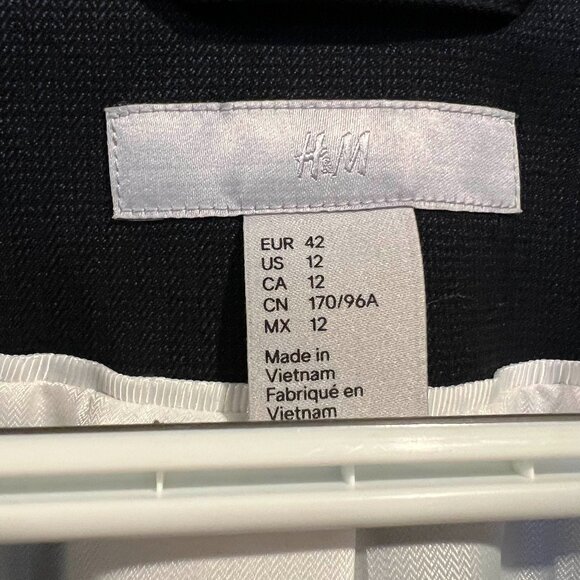 H&M
EUR 42
US 12
CA 12
CN 170/96A
MX 12
Made in
Vietnam
Fabriqué en
Vietnam